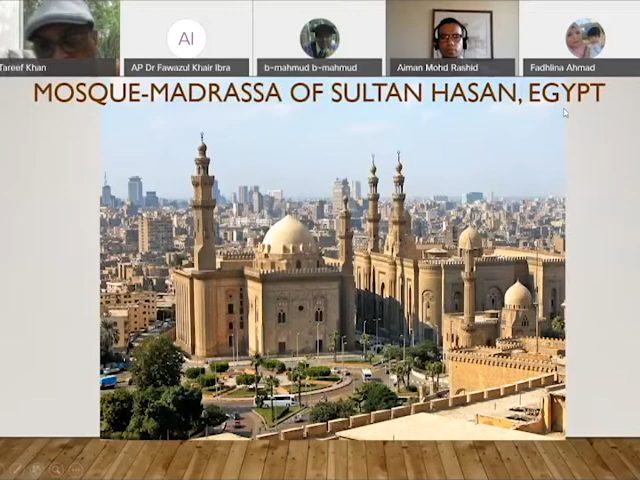 Tareef Khan
AI
AP Dr Fawazul Khair Ibra
b~mahmud b~mahmud
Aiman Mohd Rashid
Fadhlina Ahmad
MOSQUE-MADRASSA OF SULTAN HASAN, EGYPT